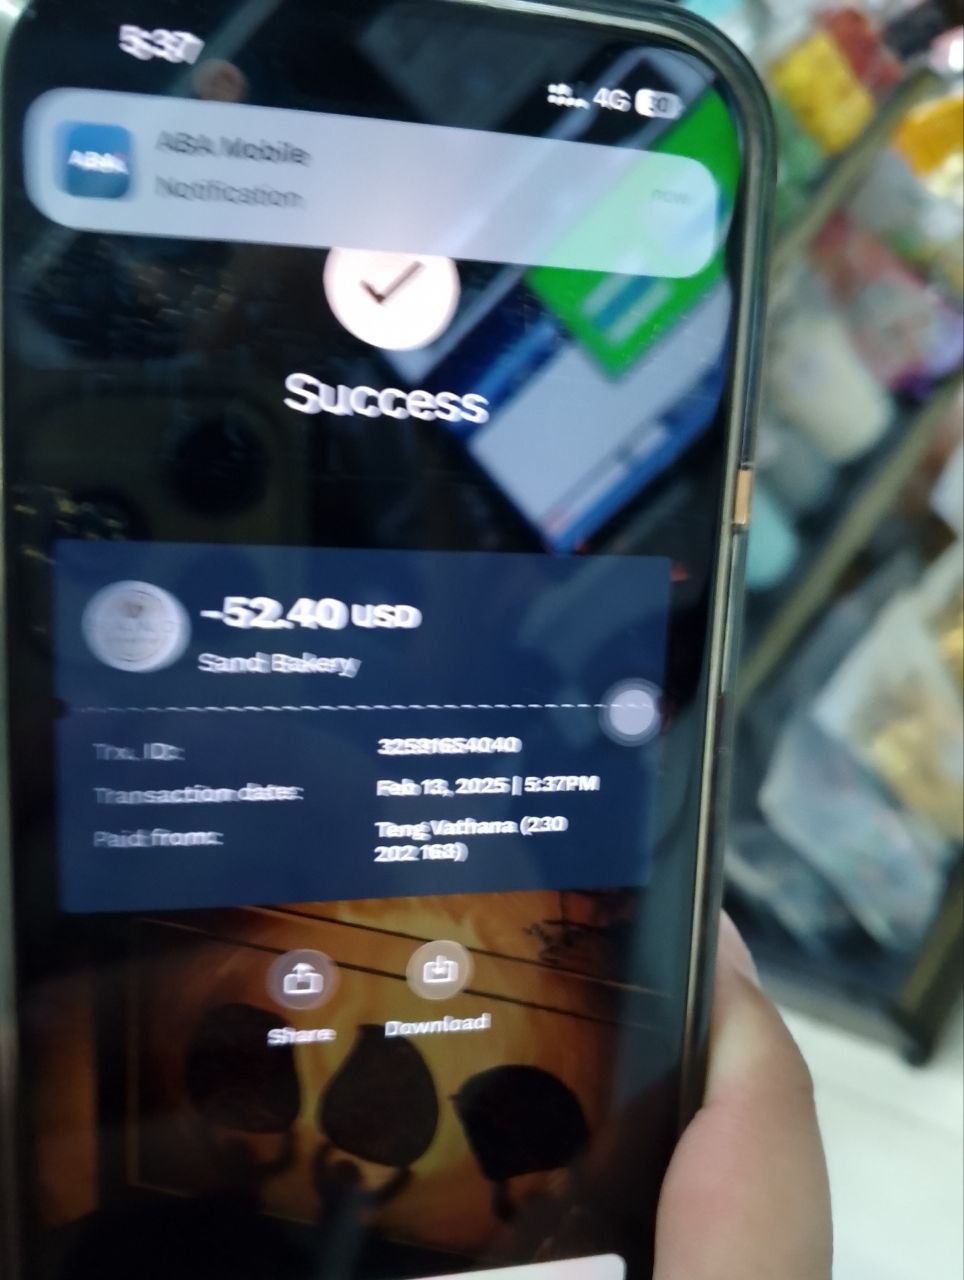 5:37
4G 30
ABA
ABA Mobile
Notification
now
Success
-52.40 USD
Sand Bakery
Trx. ID:
32591654040
Transaction date:
Feb 13, 2025 | 5:37PM
Paid from:
Teng Vathana (230
202 168)
Share
Download